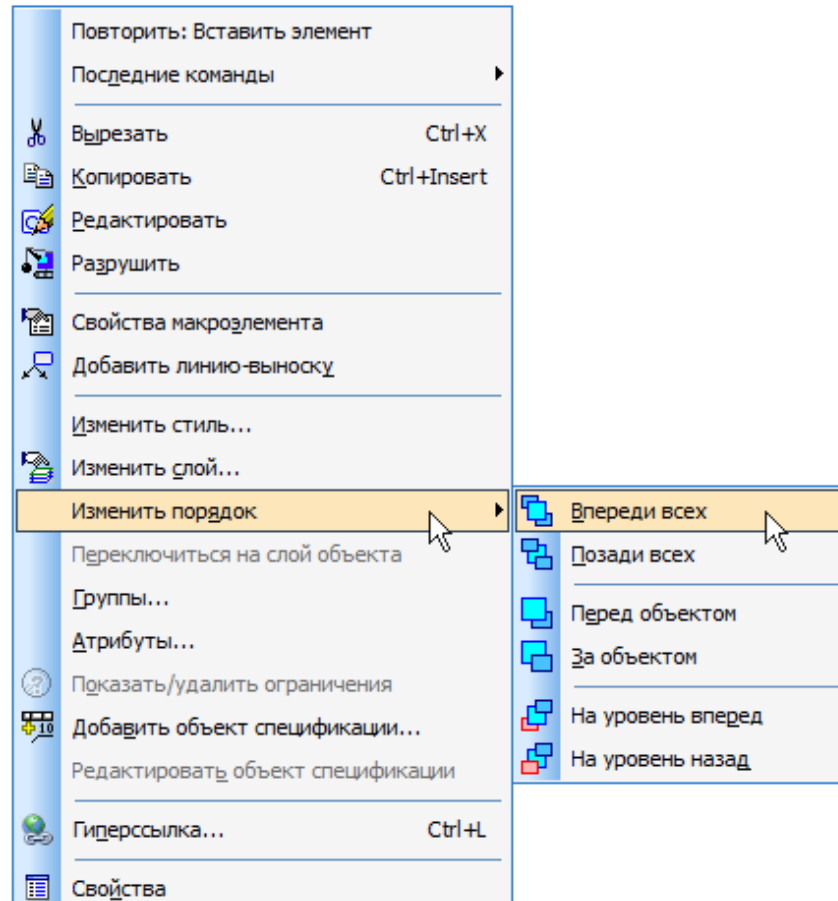 Повторить: Вставить элемент
Последние команды
Вырезать Ctrl+X
Копировать Ctrl+Insert
Редактировать
Разрушить
Свойства макроэлемента
Добавить линию-выноску
Изменить стиль...
Изменить слой...
Изменить порядок
Впереди всех
Переключиться на слой объекта
Позади всех
Группы...
Перед объектом
Атрибуты...
За объектом
Показать/удалить ограничения
Добавить объект спецификации...
На уровень вперед
Редактировать объект спецификации
На уровень назад
Гиперссылка... Ctrl+L
Свойства
10